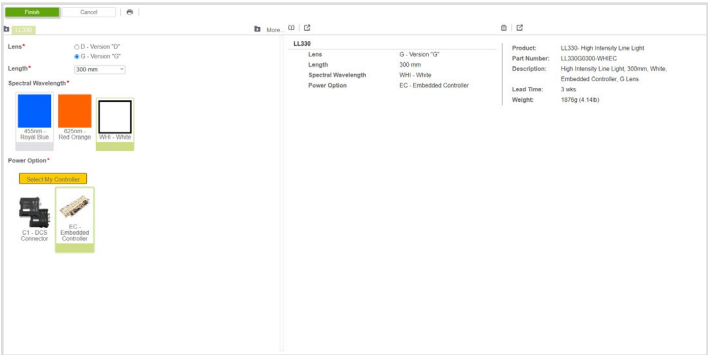 Finish
Cancel
LL330
More...
Lens*
D - Version "D"
G - Version "G"
Length*
300 mm
Spectral Wavelength*
455nm -
Royal Blue
625nm -
Red Orange
WHI - White
Power Option*
Select My Controller
C1 - DCS
Connector
EC -
Embedded
Controller
LL330
Lens G - Version "G"
Length 300 mm
Spectral Wavelength WHI - White
Power Option EC - Embedded Controller
Product: LL330- High Intensity Line Light
Part Number: LL330G0300-WHIEC
Description: High Intensity Line Light, 300mm, White,
Embedded Controller, G Lens
Lead Time: 3 wks
Weight: 1876g (4.14lb)